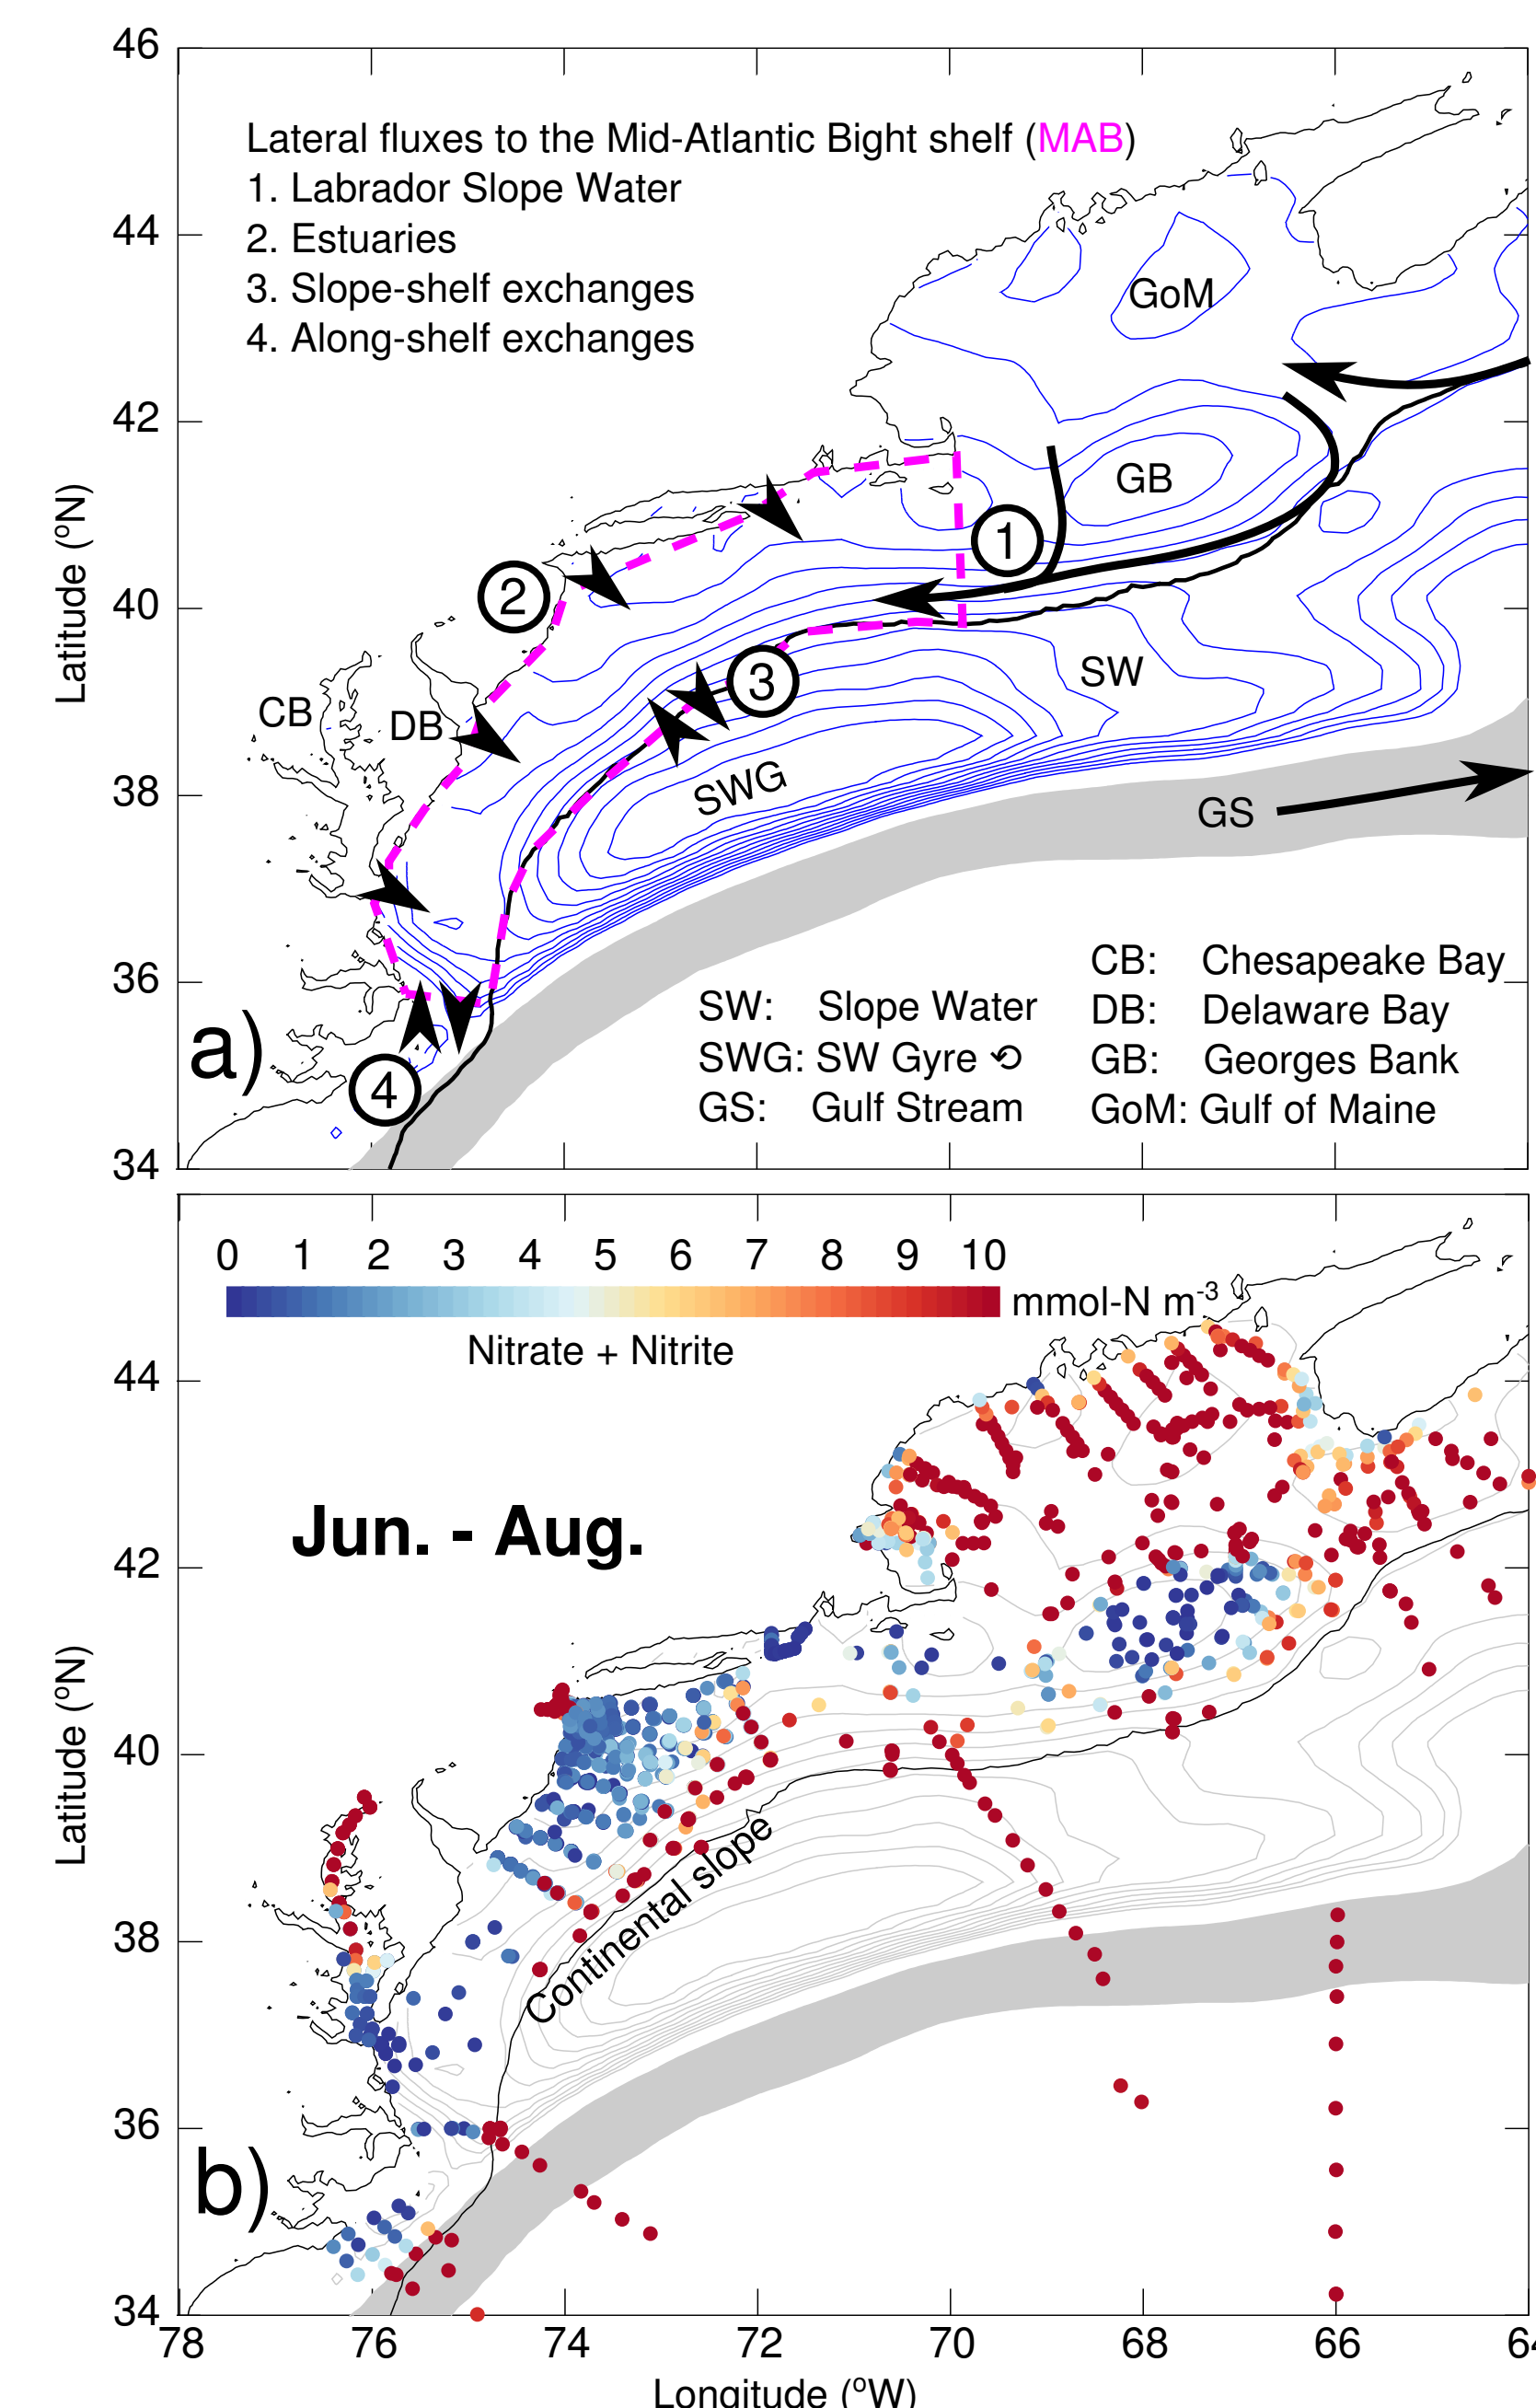 46
44
42
40
38
36
34
Latitude (ºN)
Lateral fluxes to the Mid-Atlantic Bight shelf (MAB)
1. Labrador Slope Water
2. Estuaries
3. Slope-shelf exchanges
4. Along-shelf exchanges
GoM
GB
1
2
3
SW
CB
DB
SWG
GS
4
a)
SW: Slope Water
SWG: SW Gyre ⟲
GS: Gulf Stream
CB: Chesapeake Bay
DB: Delaware Bay
GB: Georges Bank
GoM: Gulf of Maine
0 1 2 3 4 5 6 7 8 9 10
mmol-N m-3
Nitrate + Nitrite
Jun. - Aug.
Continental slope
b)
44
42
40
38
36
34
Latitude (ºN)
78 76 74 72 70 68 66
Longitude (ºW)